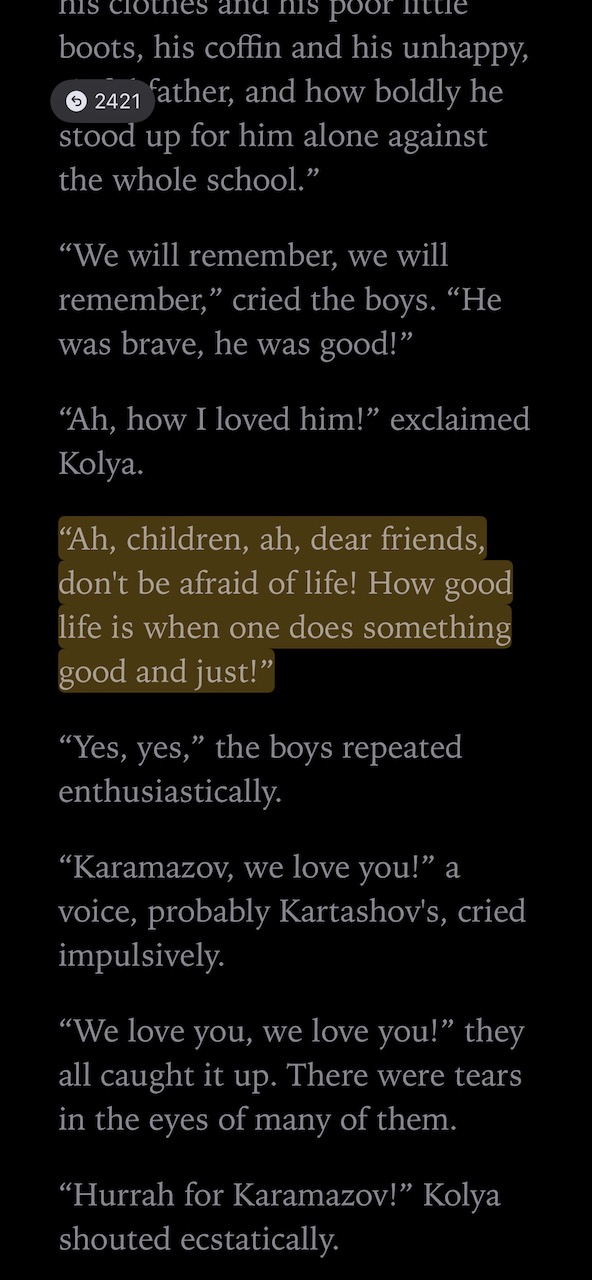 his clothes and his poor little
boots, his coffin and his unhappy,
2421
father, and how boldly he
stood up for him alone against
the whole school.”
“We will remember, we will
remember,” cried the boys. “He
was brave, he was good!”
“Ah, how I loved him!” exclaimed
Kolya.
“Ah, children, ah, dear friends,
don't be afraid of life! How good
life is when one does something
good and just!”
“Yes, yes,” the boys repeated
enthusiastically.
“Karamazov, we love you!” a
voice, probably Kartashov's, cried
impulsively.
“We love you, we love you!” they
all caught it up. There were tears
in the eyes of many of them.
“Hurrah for Karamazov!” Kolya
shouted ecstatically.